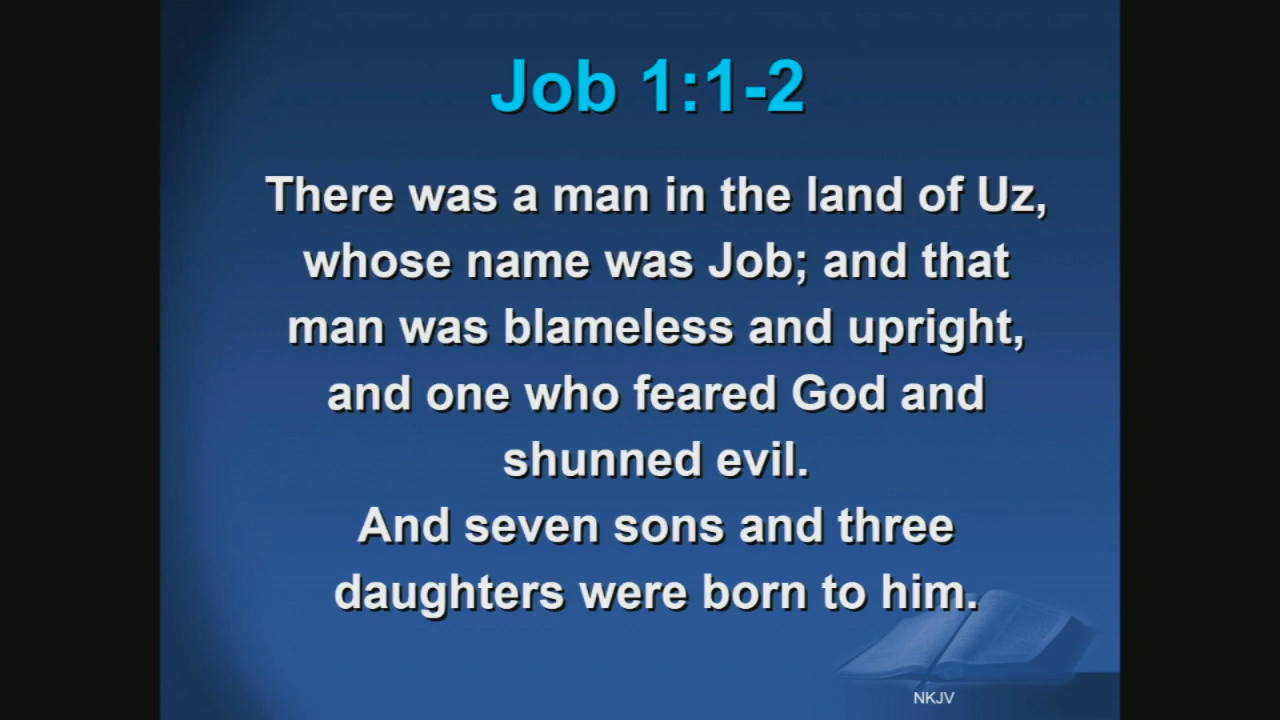 Job 1:1-2
There was a man in the land of Uz,
whose name was Job; and that
man was blameless and upright,
and one who feared God and
shunned evil.
And seven sons and three
daughters were born to him.
NKJV